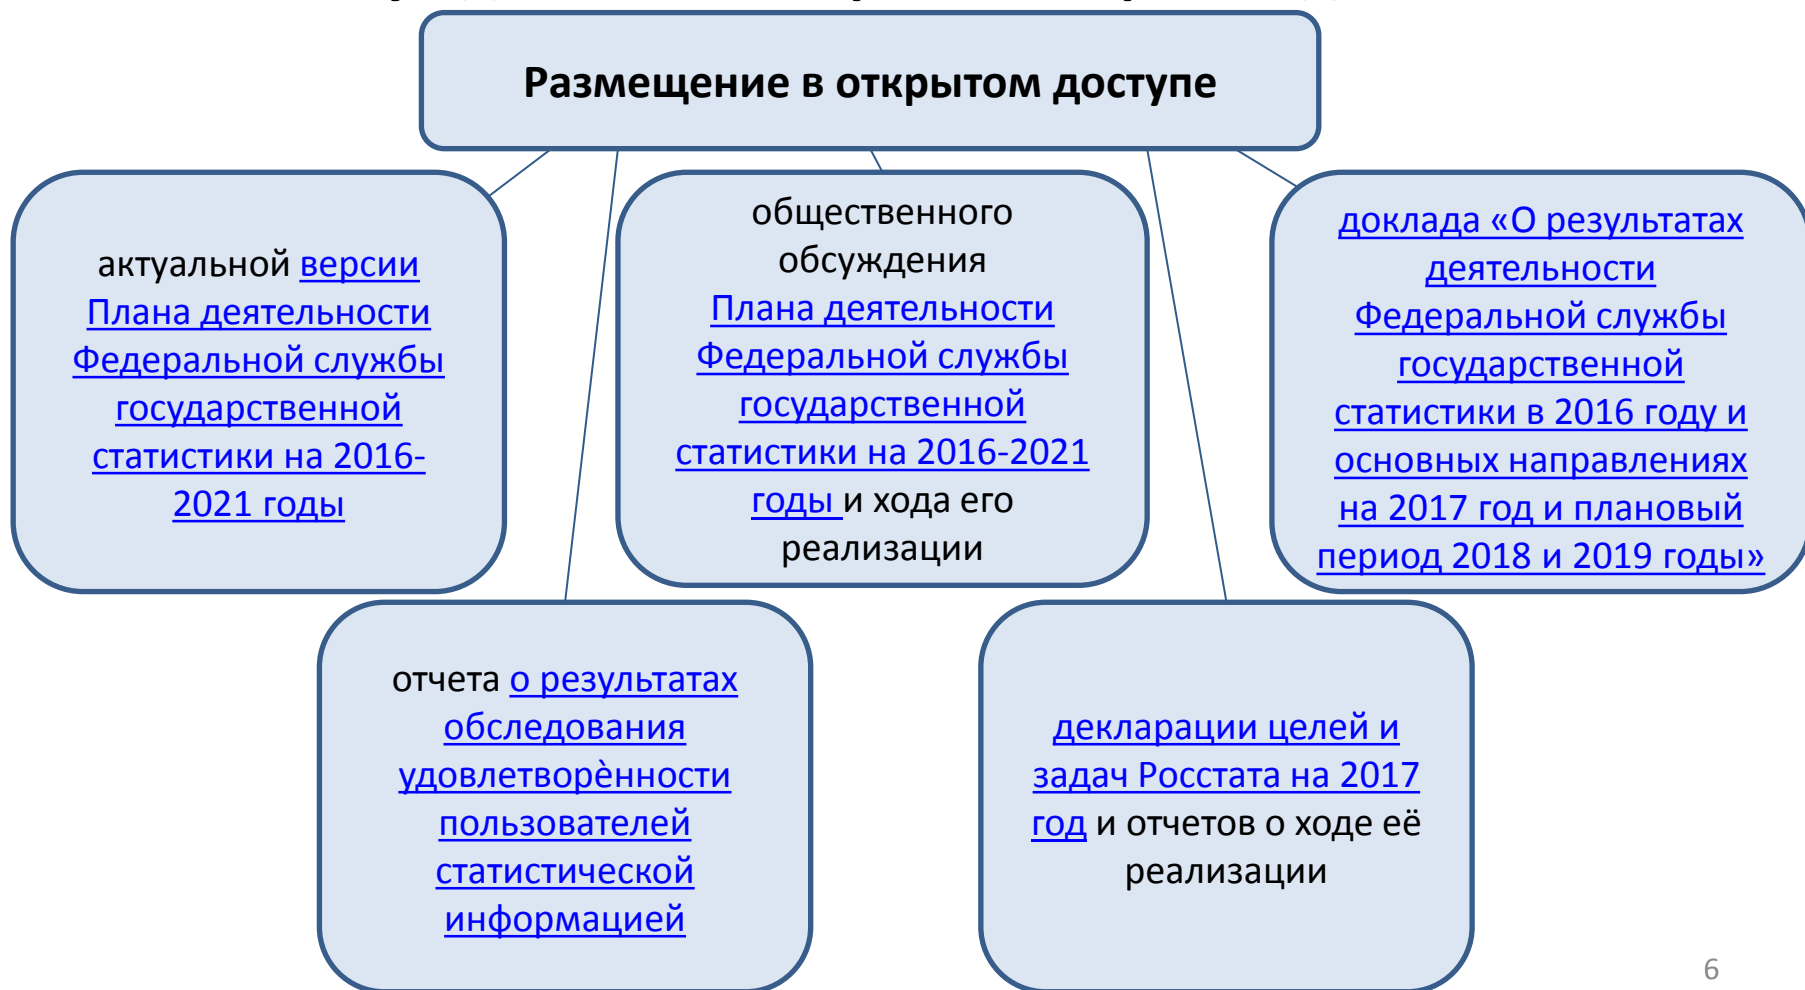 Размещение в открытом доступе
актуальной версии
Плана деятельности
Федеральной службы
государственной
статистики на 2016-
2021 годы
общественного
обсуждения
Плана деятельности
Федеральной службы
государственной
статистики на 2016-2021
годы и хода его
реализации
доклада «О результатах
деятельности
Федеральной службы
государственной
статистики в 2016 году и
основных направлениях
на 2017 год и плановый
период 2018 и 2019 годы»
отчета о результатах
обследования
удовлетворѐнности
пользователей
статистической
информацией
декларации целей и
задач Росстата на 2017
год и отчетов о ходе её
реализации
6